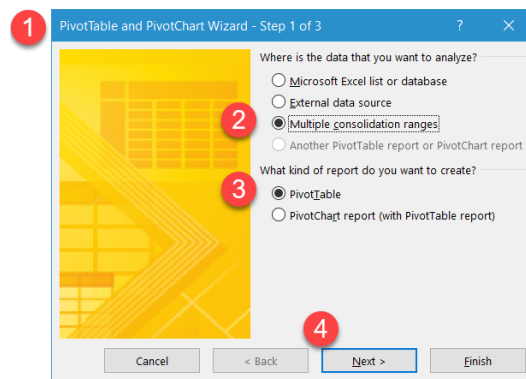 1
PivotTable and PivotChart Wizard - Step 1 of 3 ? ×
Where is the data that you want to analyze?
Microsoft Excel list or database
External data source
2
Multiple consolidation ranges
Another PivotTable report or PivotChart report
What kind of report do you want to create?
3
PivotTable
PivotChart report (with PivotTable report)
4
Cancel < Back Next > Finish